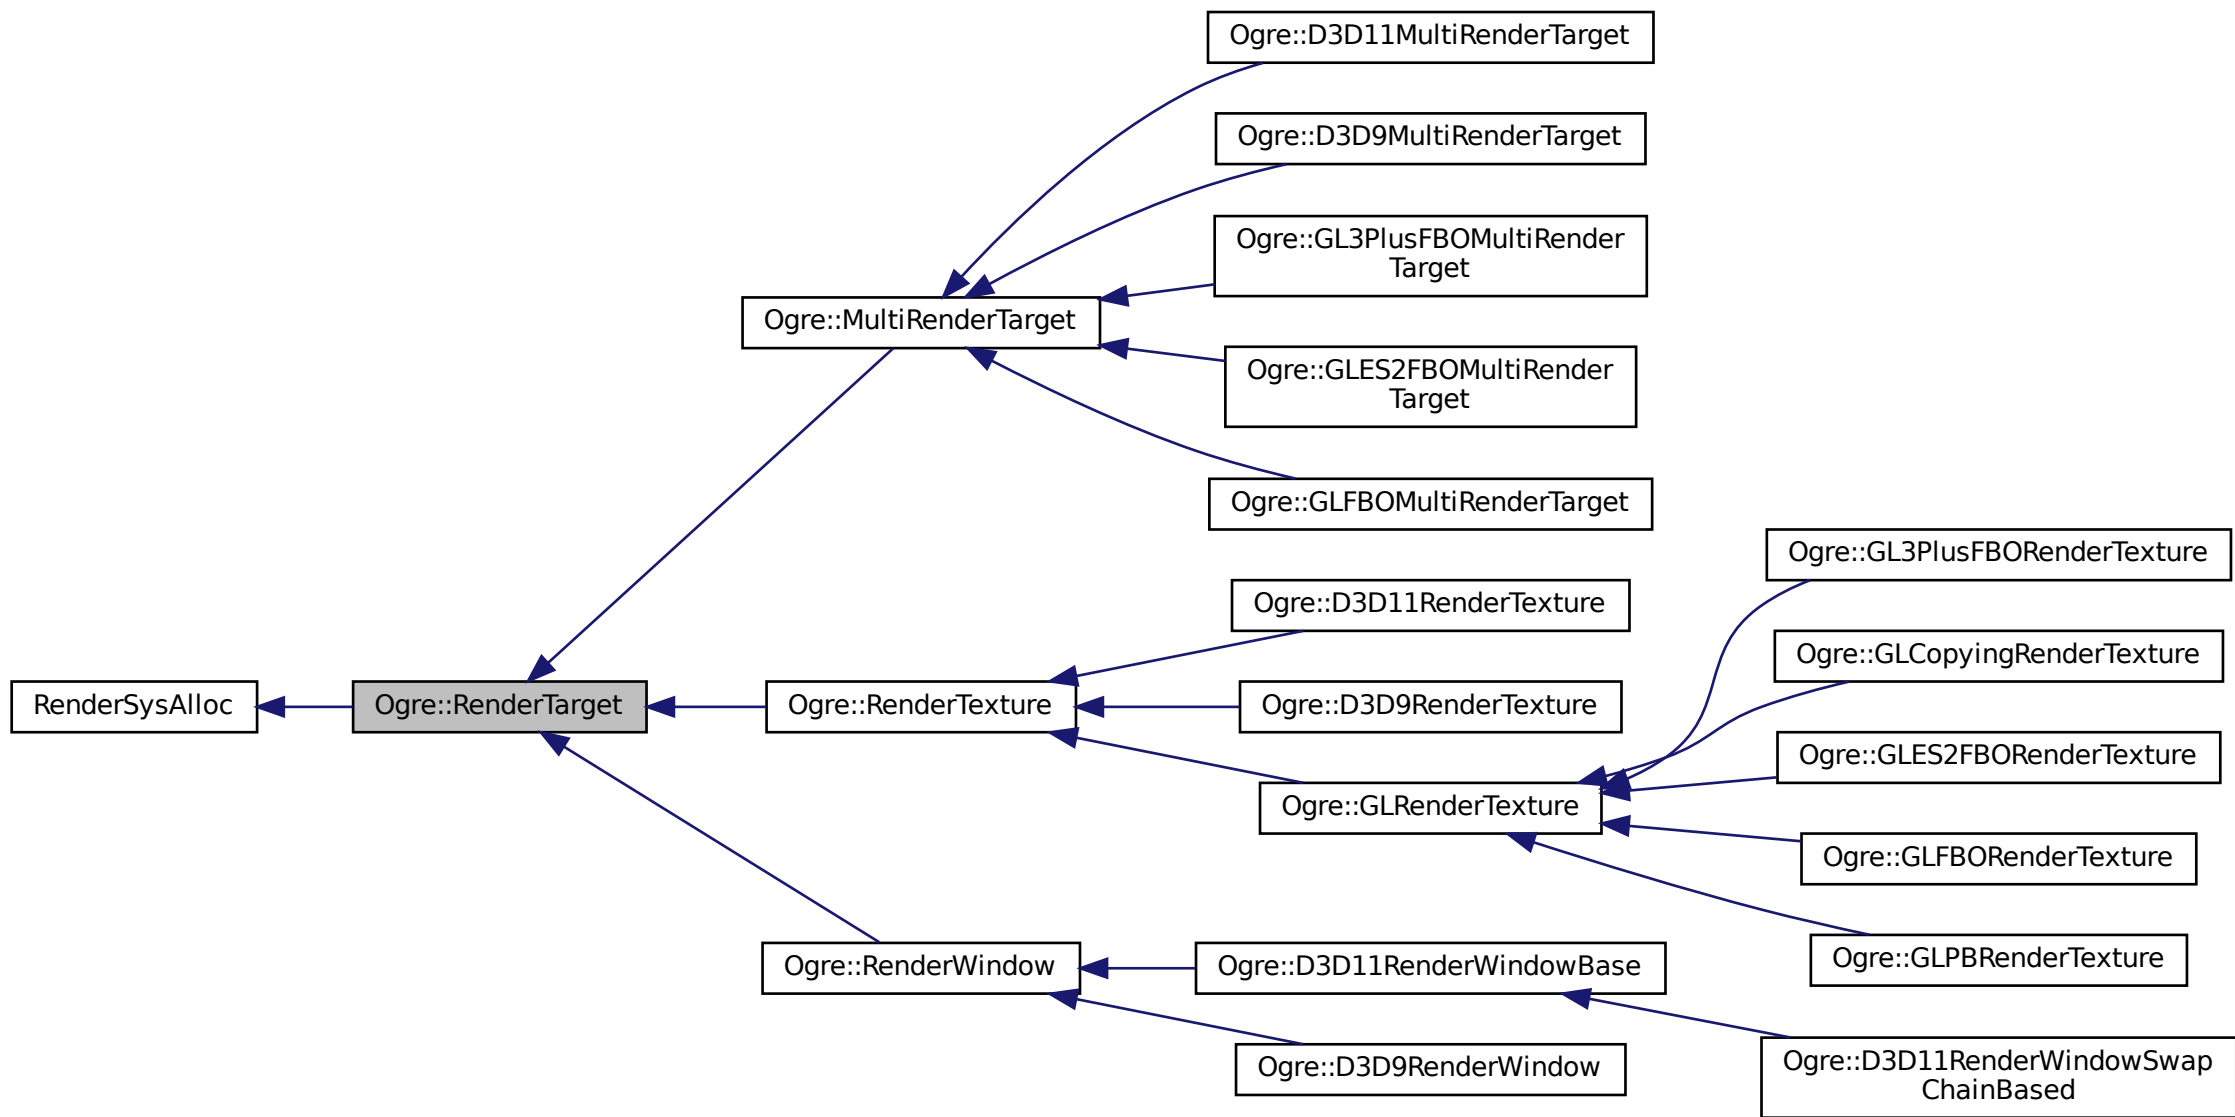 Ogre::D3D11MultiRenderTarget
Ogre::D3D9MultiRenderTarget
Ogre::GL3PlusFBOMultiRender
Target
Ogre::MultiRenderTarget
Ogre::GLES2FBOMultiRender
Target
Ogre::GLFBOMultiRenderTarget
Ogre::GL3PlusFBORenderTexture
Ogre::D3D11RenderTexture
Ogre::GLCopyingRenderTexture
RenderSysAlloc
Ogre::RenderTarget
Ogre::RenderTexture
Ogre::D3D9RenderTexture
Ogre::GLES2FBORenderTexture
Ogre::GLRenderTexture
Ogre::GLFBORenderTexture
Ogre::GLPBRenderTexture
Ogre::RenderWindow
Ogre::D3D11RenderWindowBase
Ogre::D3D9RenderWindow
Ogre::D3D11RenderWindowSwap
ChainBased